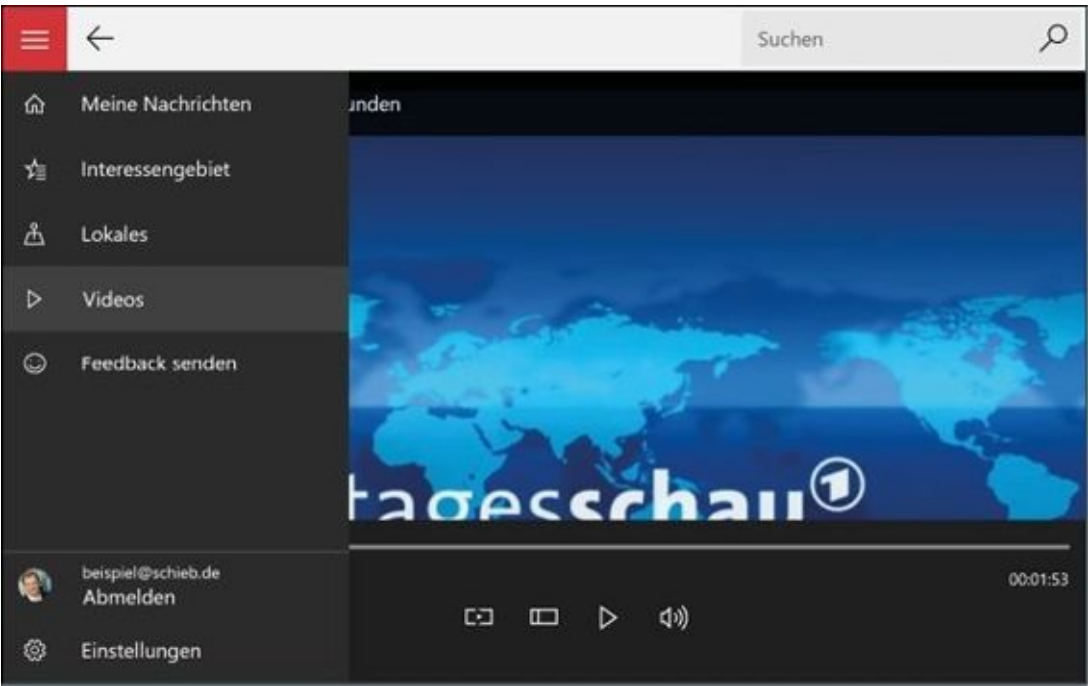 Suchen
Meine Nachrichten
unden
Interessengebiet
Lokales
Videos
Feedback senden
tagesschau
beispiel@schieb.de
Abmelden
00:01:53
Einstellungen